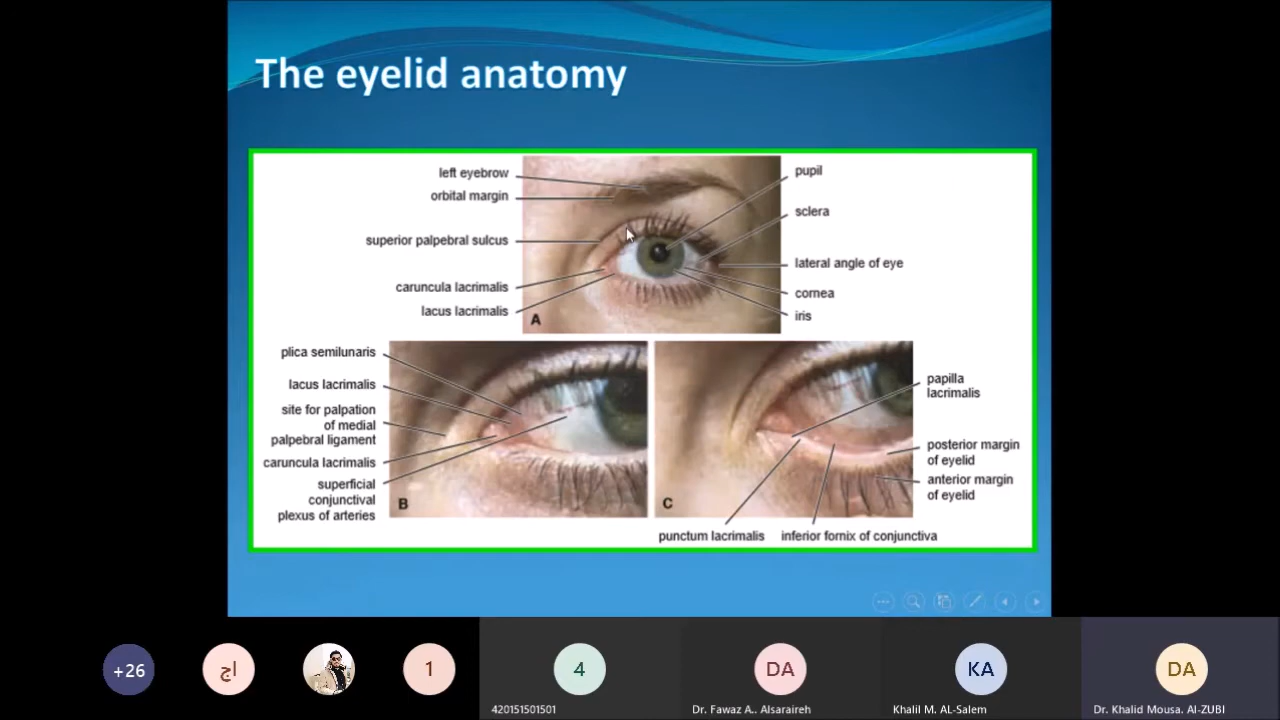 The eyelid anatomy
left eyebrow
orbital margin
superior palpebral sulcus
caruncula lacrimalis
lacus lacrimalis
pupil
sclera
lateral angle of eye
cornea
iris
A
plica semilunaris
lacus lacrimalis
site for palpation
of medial
palpebral ligament
caruncula lacrimalis
superficial
conjunctival
plexus of arteries
B
C
papilla
lacrimalis
posterior margin
of eyelid
anterior margin
of eyelid
punctum lacrimalis
inferior fornix of conjunctiva
+26
اج
1
4
DA
KA
DA
420151501501
Dr. Fawaz A.. Alsaraireh
Khalil M. AL-Salem
Dr. Khalid Mousa. Al-ZUBI